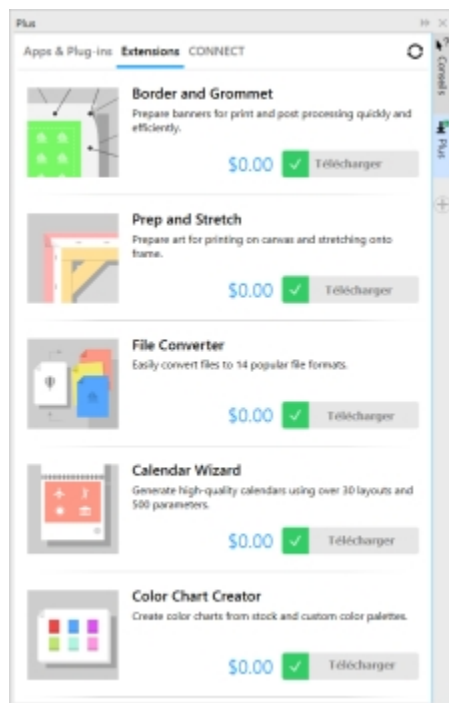 Plus
Apps & Plug-ins Extensions CONNECT
Conseils
Plus
Border and Grommet
Prepare banners for print and post processing quickly and
efficiently.
$0.00 Télécharger
Prep and Stretch
Prepare art for printing on canvas and stretching onto
frame.
$0.00 Télécharger
File Converter
Easily convert files to 14 popular file formats.
$0.00 Télécharger
Calendar Wizard
Generate high-quality calendars using over 30 layouts and
500 parameters.
$0.00 Télécharger
Color Chart Creator
Create color charts from stock and custom color palettes.
$0.00 Télécharger